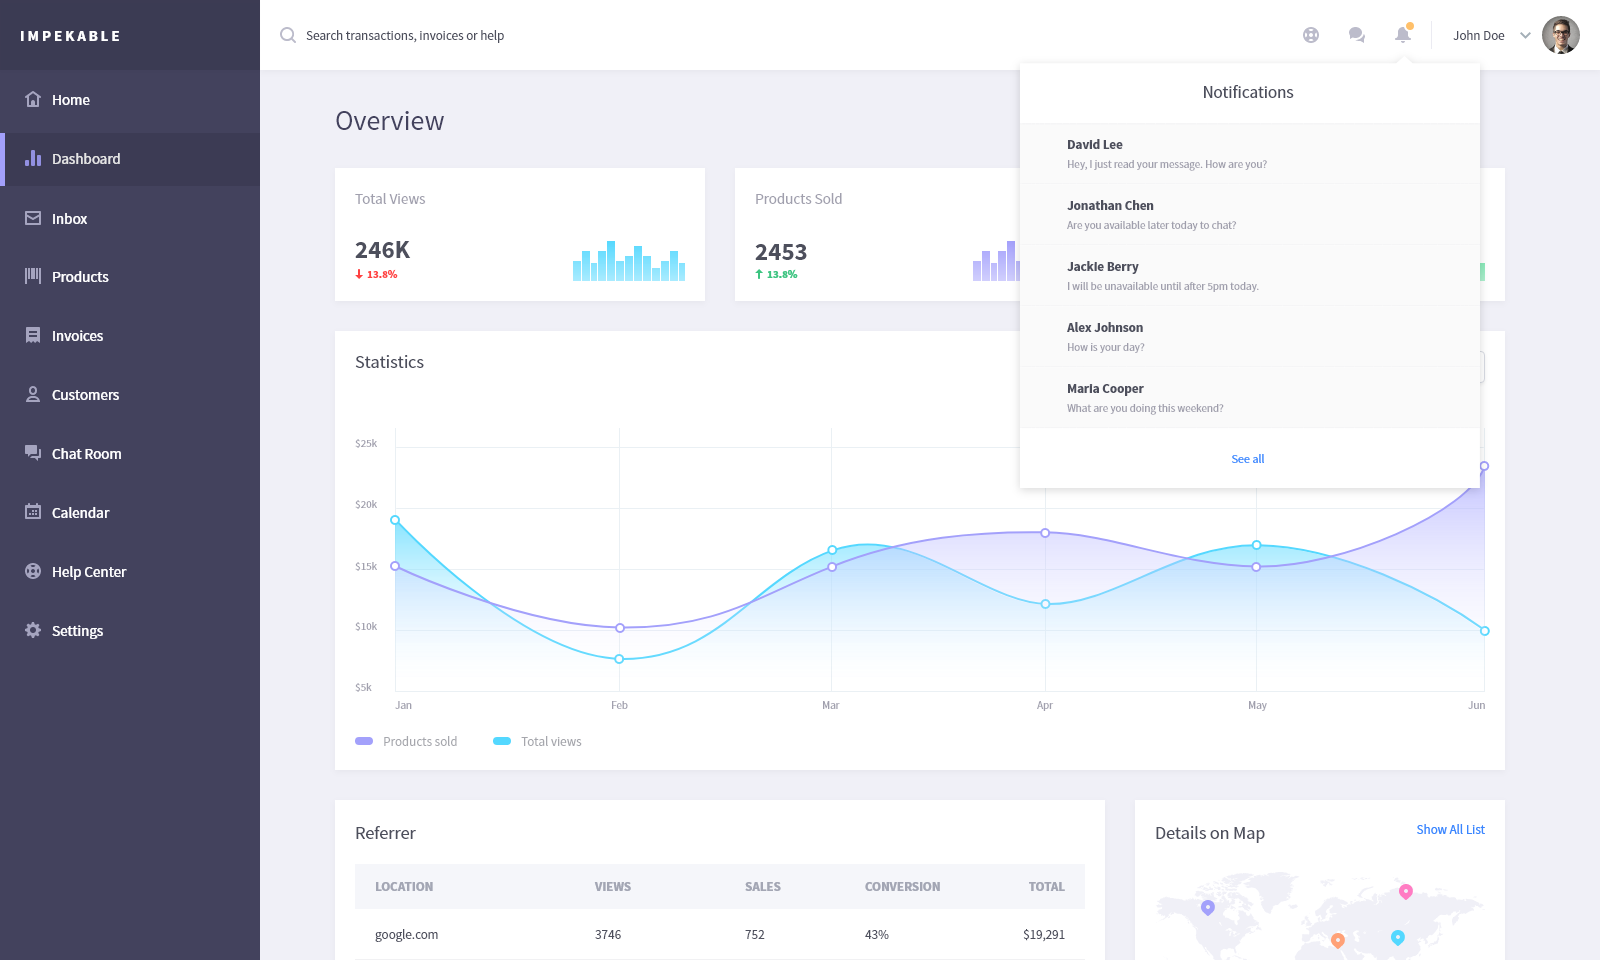 IMPEKABLE
Search transactions, invoices or help
John Doe
Home
Dashboard
Inbox
Products
Invoices
Customers
Chat Room
Calendar
Help Center
Settings
Overview
Total Views
246K
13.8%
Products Sold
2453
13.8%
Notifications
David Lee
Hey, I just read your message. How are you?
Jonathan Chen
Are you available later today to chat?
Jackie Berry
I will be unavailable until after 5pm today.
Alex Johnson
How is your day?
Maria Cooper
What are you doing this weekend?
See all
Statistics
$25k
$20k
$15k
$10k
$5k
Jan Feb Mar Apr May Jun
Products sold Total views
Referrer
LOCATION VIEWS SALES CONVERSION TOTAL
google.com 3746 752 43% $19,291
Details on Map
Show All List